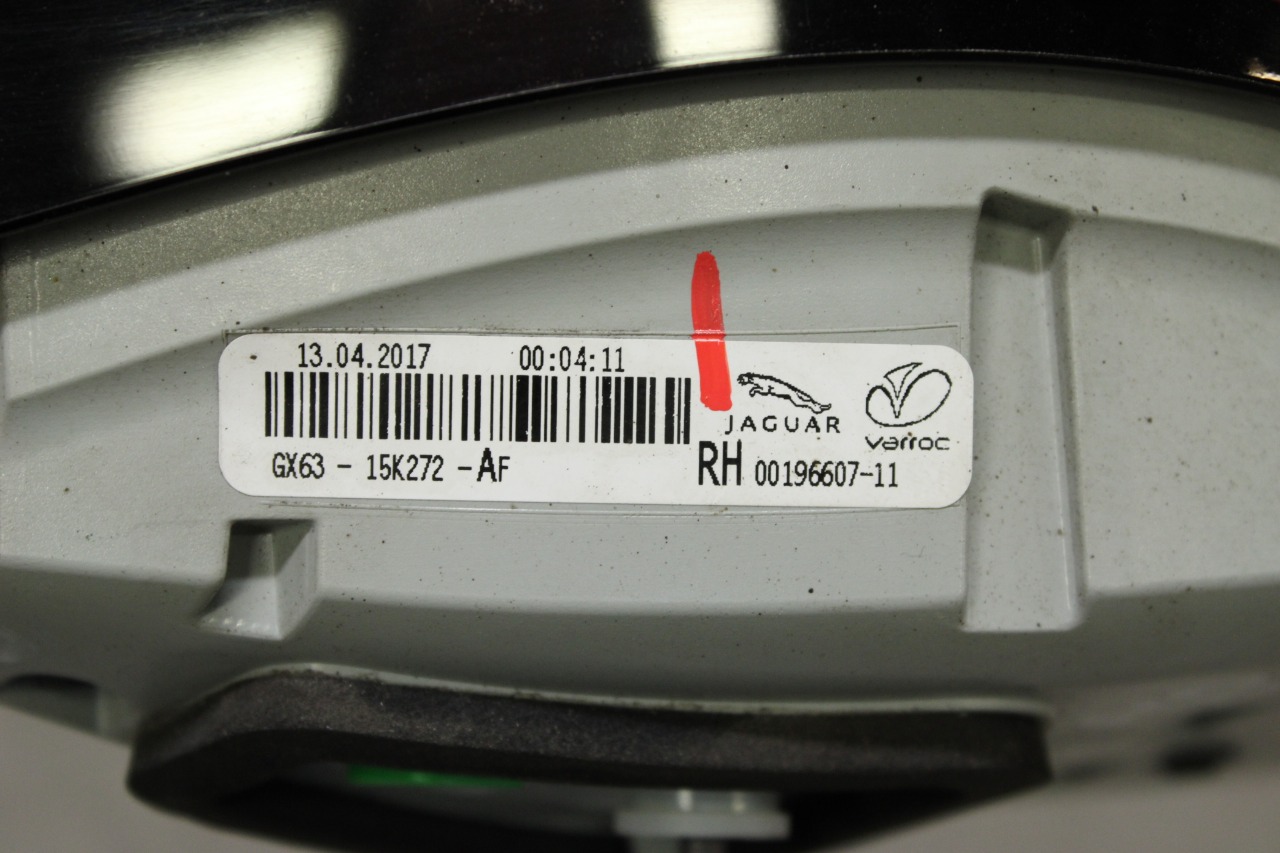 13.04.2017 00:04:11
JAGUAR varroc
GX63 - 15K272 - AF RH 00196607-11